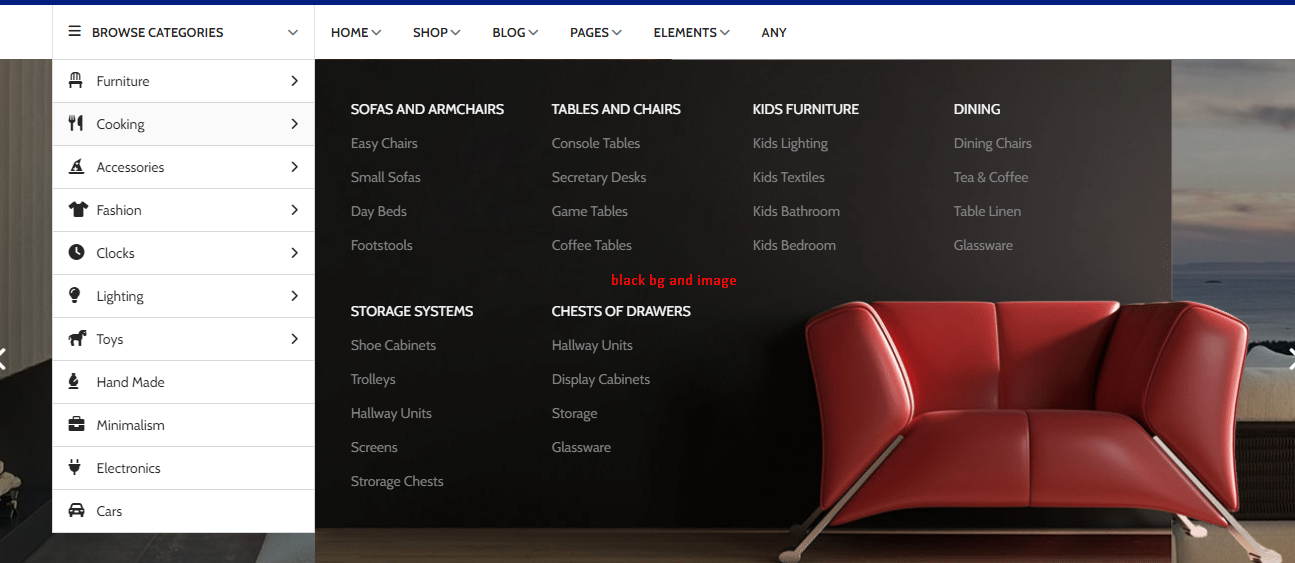 BROWSE CATEGORIES
HOME SHOP BLOG PAGES ELEMENTS ANY
Furniture
Cooking
Accessories
Fashion
Clocks
Lighting
Toys
Hand Made
Minimalism
Electronics
Cars
SOFAS AND ARMCHAIRS
Easy Chairs
Small Sofas
Day Beds
Footstools
TABLES AND CHAIRS
Console Tables
Secretary Desks
Game Tables
Coffee Tables
KIDS FURNITURE
Kids Lighting
Kids Textiles
Kids Bathroom
Kids Bedroom
DINING
Dining Chairs
Tea & Coffee
Table Linen
Glassware
black bg and image
STORAGE SYSTEMS
Shoe Cabinets
Trolleys
Hallway Units
Screens
Strorage Chests
CHESTS OF DRAWERS
Hallway Units
Display Cabinets
Storage
Glassware